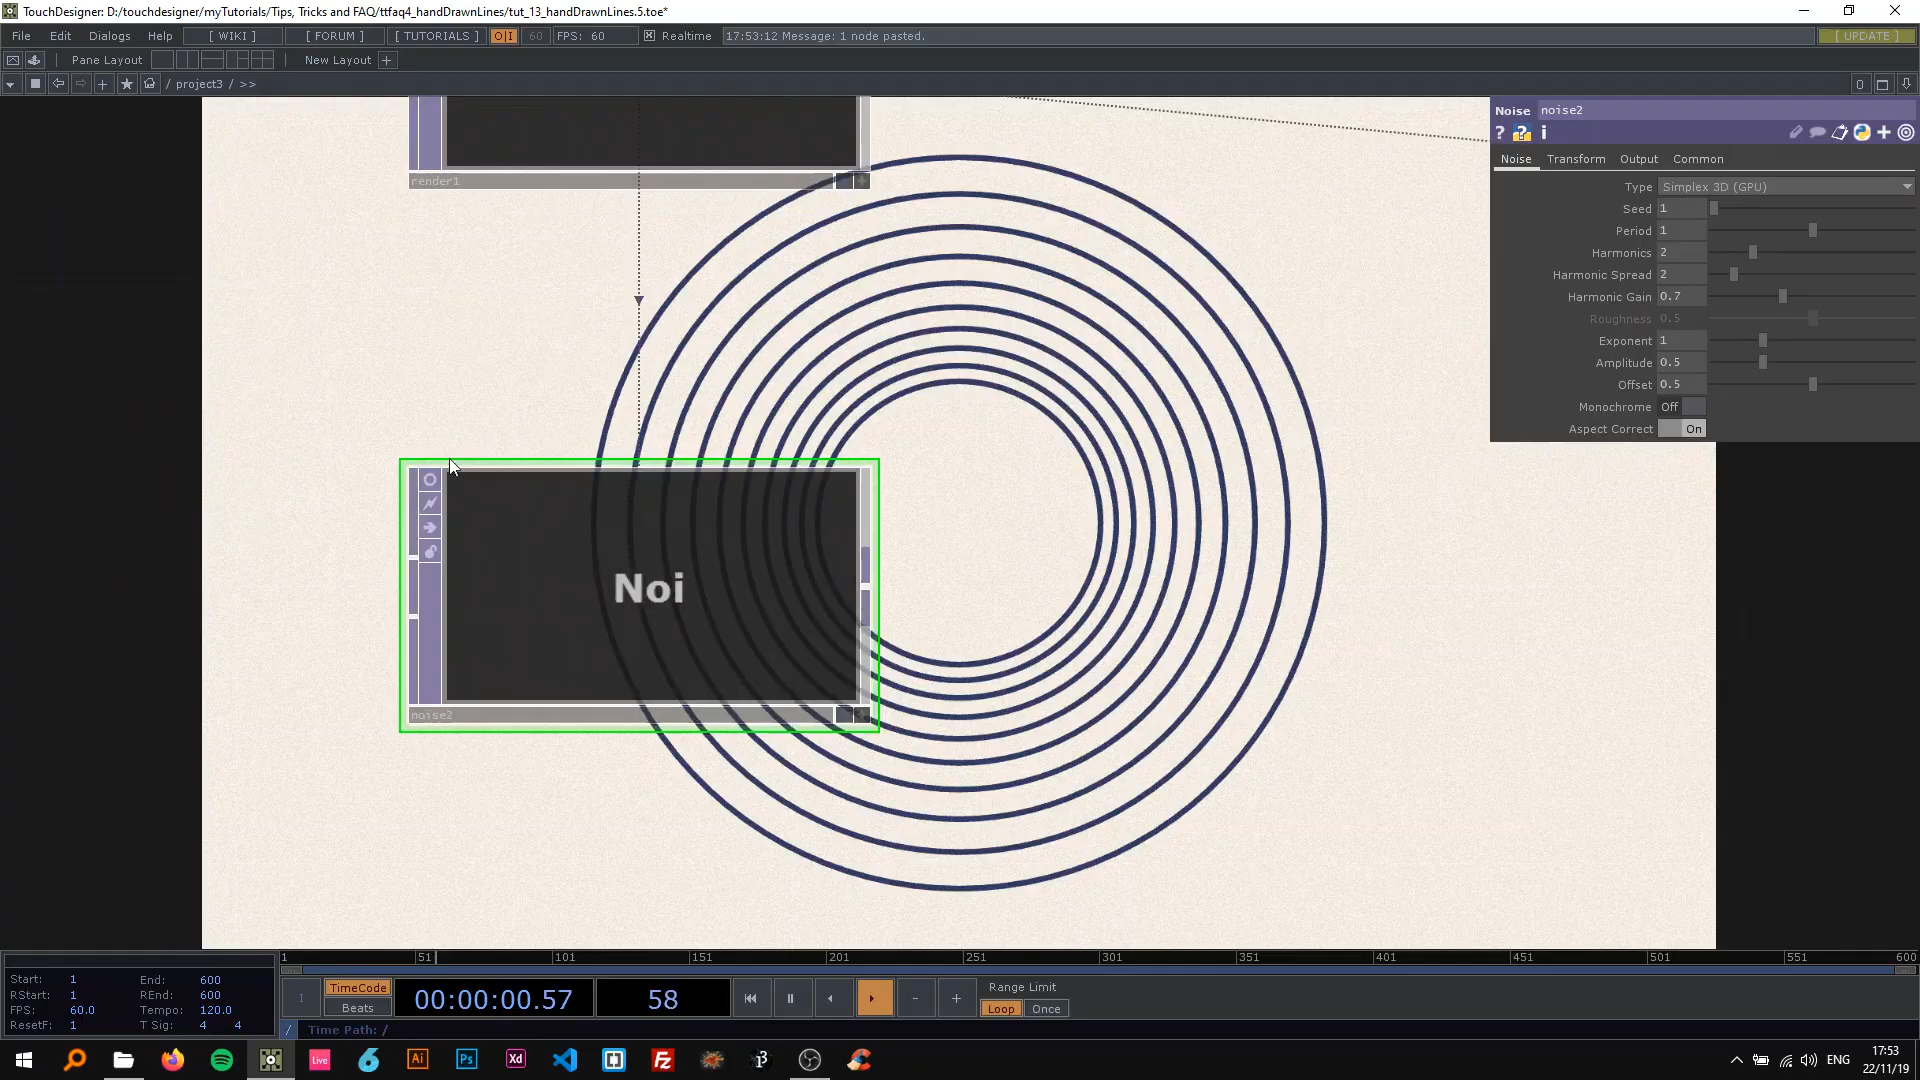 TouchDesigner: D:/touchdesigner/myTutorials/Tips, Tricks and FAQ/ttfaq4_handDrawnLines/tut_13_handDrawnLines.5.toe*
File Edit Dialogs Help [ WIKI ] [ FORUM ] [ TUTORIALS ] O|I 60 FPS: 60 Realtime 17:53:12 Message: 1 node pasted. [ UPDATE ]
Pane Layout New Layout +
/ project3 / >> 0
Noise noise2
? ? i
Noise Transform Output Common
Type Simplex 3D (GPU)
Seed 1
Period 1
Harmonics 2
Harmonic Spread 2
Harmonic Gain 0.7
Roughness 0.5
Exponent 1
Amplitude 0.5
Offset 0.5
Monochrome Off
Aspect Correct On
render1
Noi
noise2
1 51 101 151 201 251 301 351 401 451 501 551 600
Start: 1 End: 600
RStart: 1 REnd: 600
FPS: 60.0 Tempo: 120.0
ResetF: 1 T Sig: 4 4
I TimeCode Beats 00:00:00.57 58 - + Range Limit
Loop Once
/ Time Path: /
Live Ai Ps Xd ENG
17:53
22/11/19